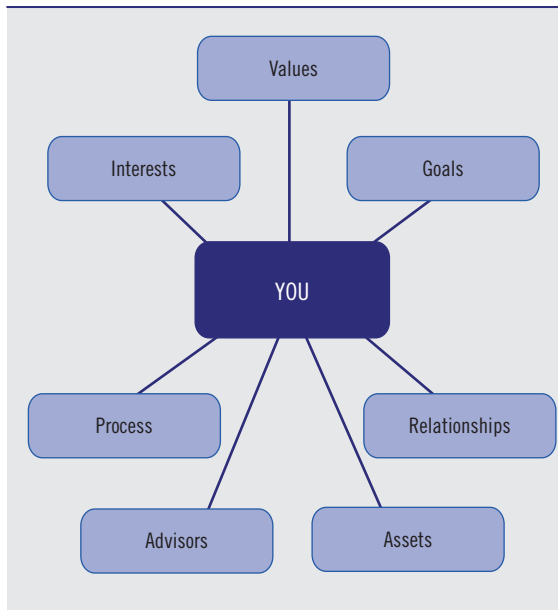 Values
Interests
Goals
YOU
Process
Relationships
Advisors
Assets